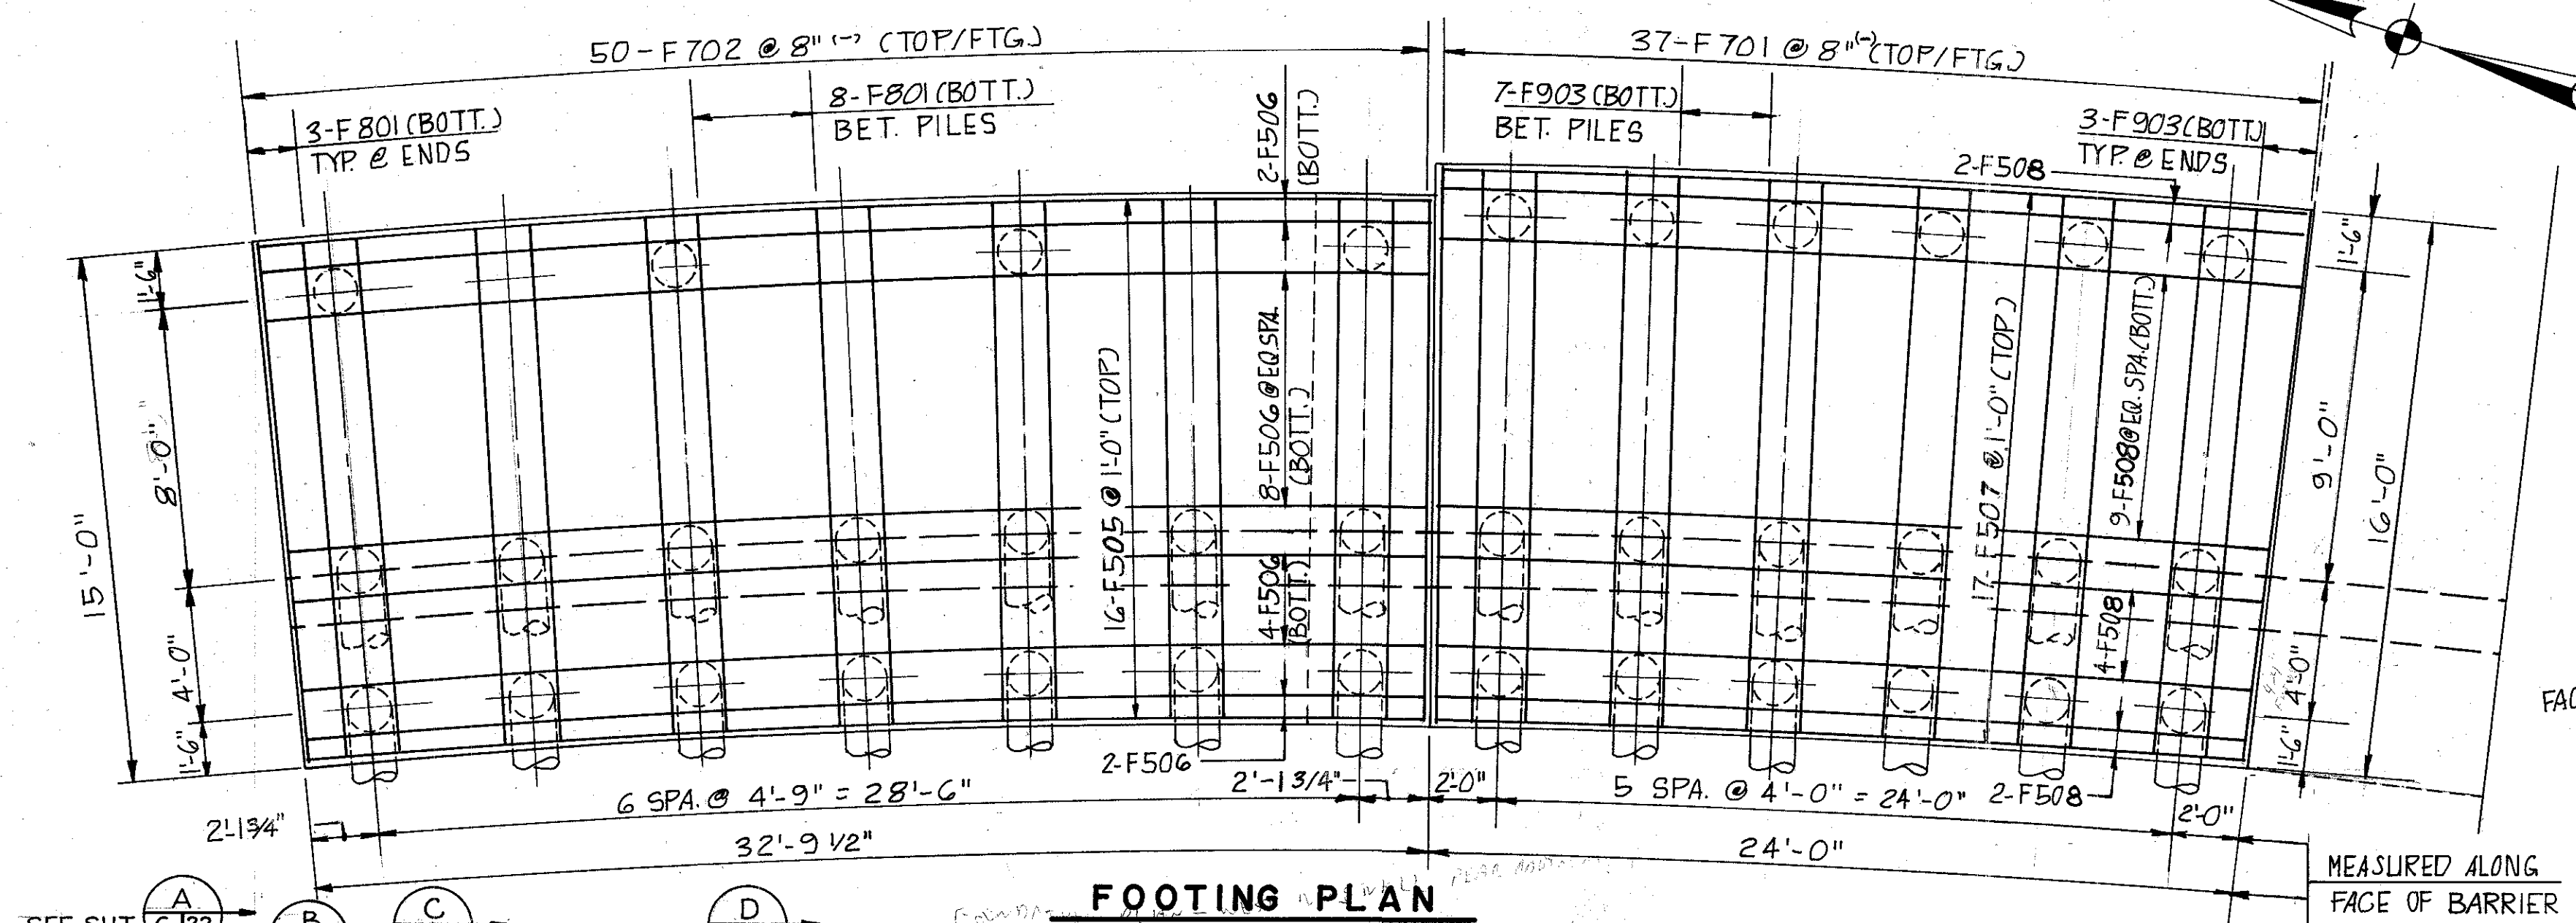 50-F702 @ 8"(-) (TOP/FTG.)
37-F701 @ 8"(-) (TOP/FTG.)
3-F801 (BOTT.)
TYP. @ ENDS
8-F801 (BOTT.)
BET. PILES
2-F506
(BOTT.)
7-F903 (BOTT.)
BET. PILES
3-F903 (BOTT.)
TYP. @ ENDS
2-F508
1'-6"
8'-0"
15'-0"
4'-0"
1'-6"
16-F505 @ 1'-0" (TOP)
8-F506 @ EQ SPA.
(BOTT.)
4-F506
(BOTT.)
17-F507 @ 1'-0" (TOP)
9-F508 @ EQ. SPA. (BOTT.)
4-F508
1'-6"
9'-0"
16'-0"
4'-0"
1'-6"
FAC
2-F506
2'-1 3/4"
2'-0"
6 SPA. @ 4'-9" = 28'-6"
5 SPA. @ 4'-0" = 24'-0"
2-F508
2'-0"
2'-1 3/4"
32'-9 1/2"
24'-0"
MEASURED ALONG
FACE OF BARRIER
A
B
C
D
FOOTING PLAN